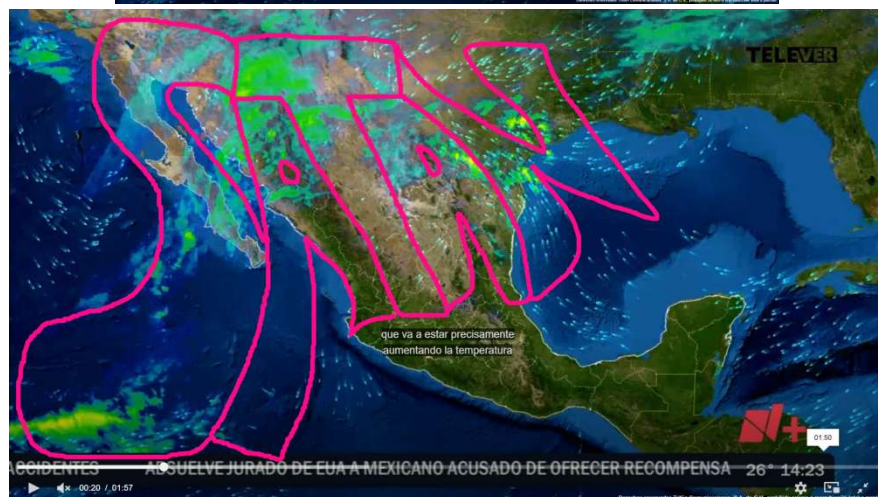 TELEVER
SATAN
que va a estar precisamente
aumentando la temperatura
N+
01:50
ACCIDENTES ABSUELVE JURADO DE EUA A MEXICANO ACUSADO DE OFRECER RECOMPENSA 26° 14:23
00:20 / 01:57